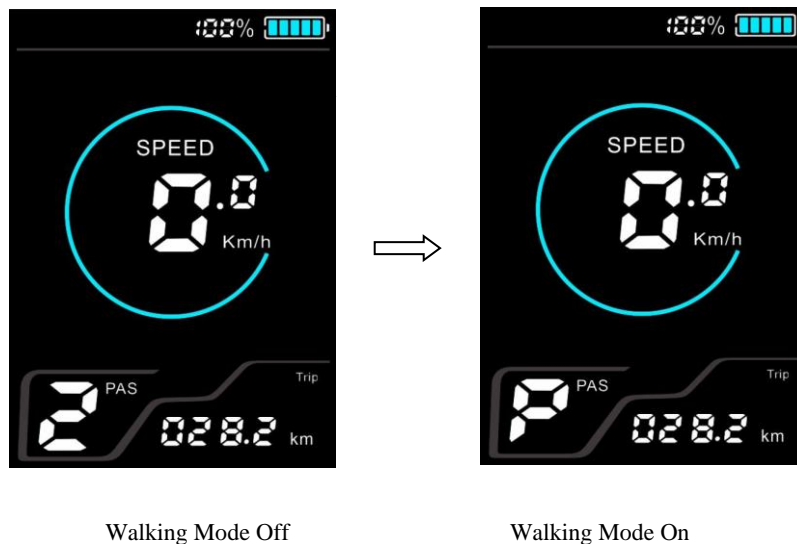 100%
SPEED
0.0
Km/h
2 PAS
Trip
028.2 km
100%
SPEED
0.0
Km/h
P PAS
Trip
028.2 km
Walking Mode Off
Walking Mode On